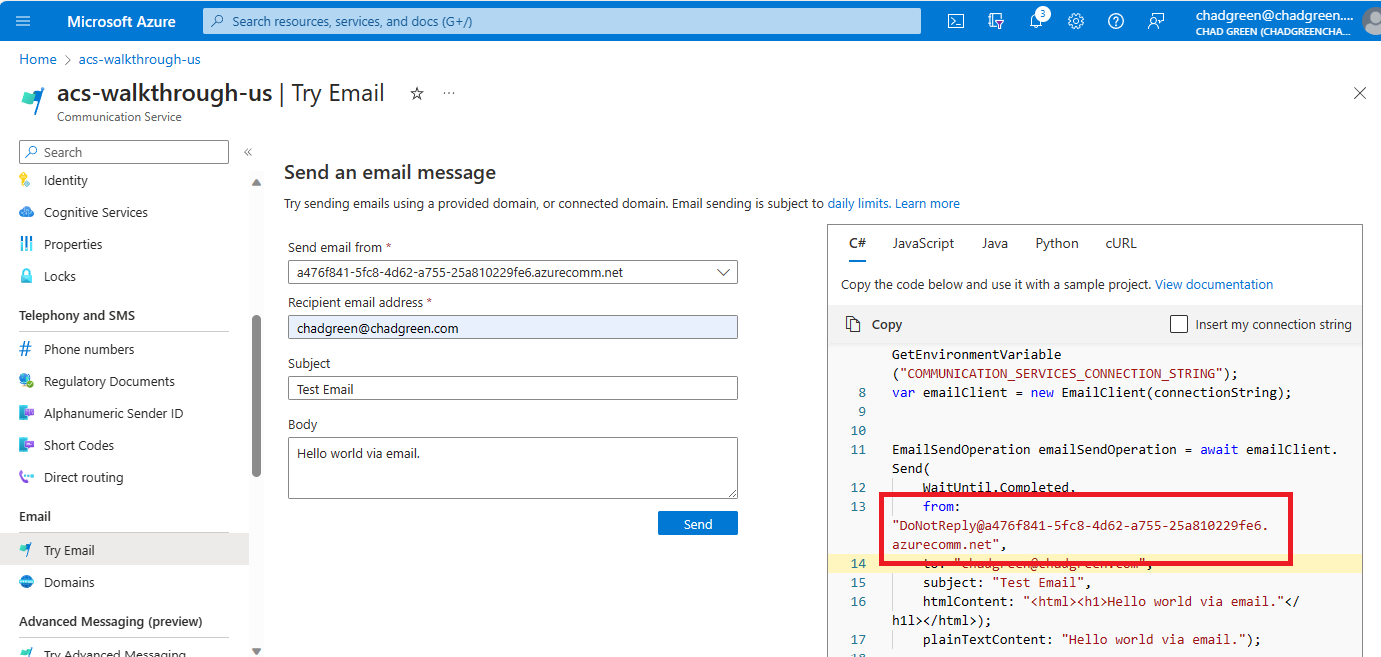 Microsoft Azure
Search resources, services, and docs (G+/)
3
chadgreen@chadgreen....
CHAD GREEN (CHADGREENCHA...
Home > acs-walkthrough-us
acs-walkthrough-us | Try Email
Communication Service
Search
Identity
Cognitive Services
Properties
Locks
Telephony and SMS
Phone numbers
Regulatory Documents
Alphanumeric Sender ID
Short Codes
Direct routing
Email
Try Email
Domains
Advanced Messaging (preview)
Try Advanced Messaging
Send an email message
Try sending emails using a provided domain, or connected domain. Email sending is subject to daily limits. Learn more
Send email from *
a476f841-5fc8-4d62-a755-25a810229fe6.azurecomm.net
Recipient email address *
chadgreen@chadgreen.com
Subject
Test Email
Body
Hello world via email.
Send
C# JavaScript Java Python cURL
Copy the code below and use it with a sample project. View documentation
Copy
Insert my connection string
GetEnvironmentVariable
("COMMUNICATION_SERVICES_CONNECTION_STRING");
8 var emailClient = new EmailClient(connectionString);
9
10
11 EmailSendOperation emailSendOperation = await emailClient.
Send(
12 WaitUntil.Completed,
13 from:
"DoNotReply@a476f841-5fc8-4d62-a755-25a810229fe6.
azurecomm.net",
14 to: "chadgreen@chadgreen.com",
15 subject: "Test Email",
16 htmlContent: "<html><h1>Hello world via email."</
h1l></html>);
17 plainTextContent: "Hello world via email.");
18